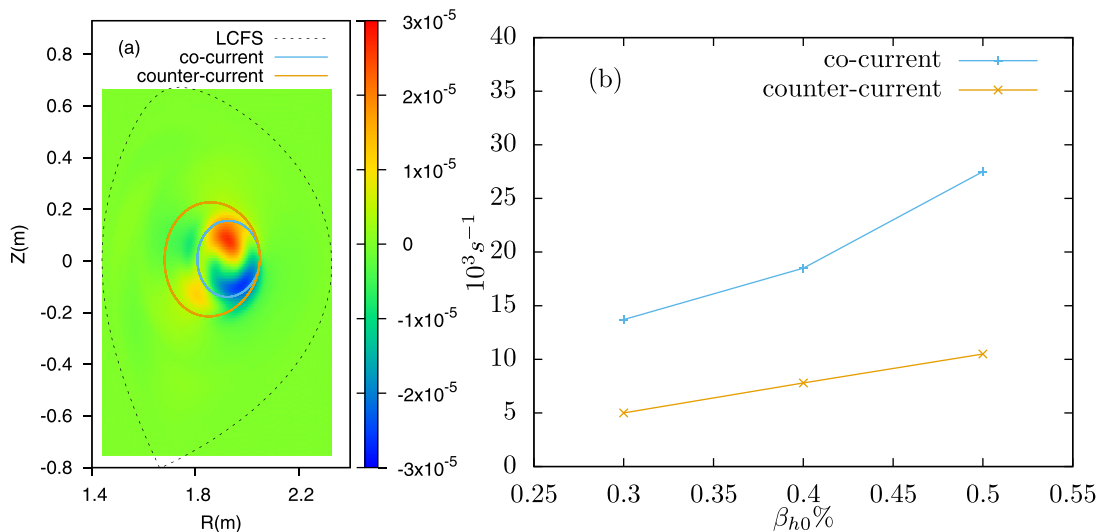 (a)
LCFS
co-current
counter-current
0.8
0.6
0.4
0.2
0
-0.2
-0.4
-0.6
-0.8
Z(m)
1.4
1.8
2.2
R(m)
3x10⁻⁵
2x10⁻⁵
1x10⁻⁵
0
-1x10⁻⁵
-2x10⁻⁵
-3x10⁻⁵
(b)
co-current
counter-current
40
35
30
25
20
15
10
5
0
10³s⁻¹
0.25
0.3
0.35
0.4
0.45
0.5
0.55
β_{h0}%